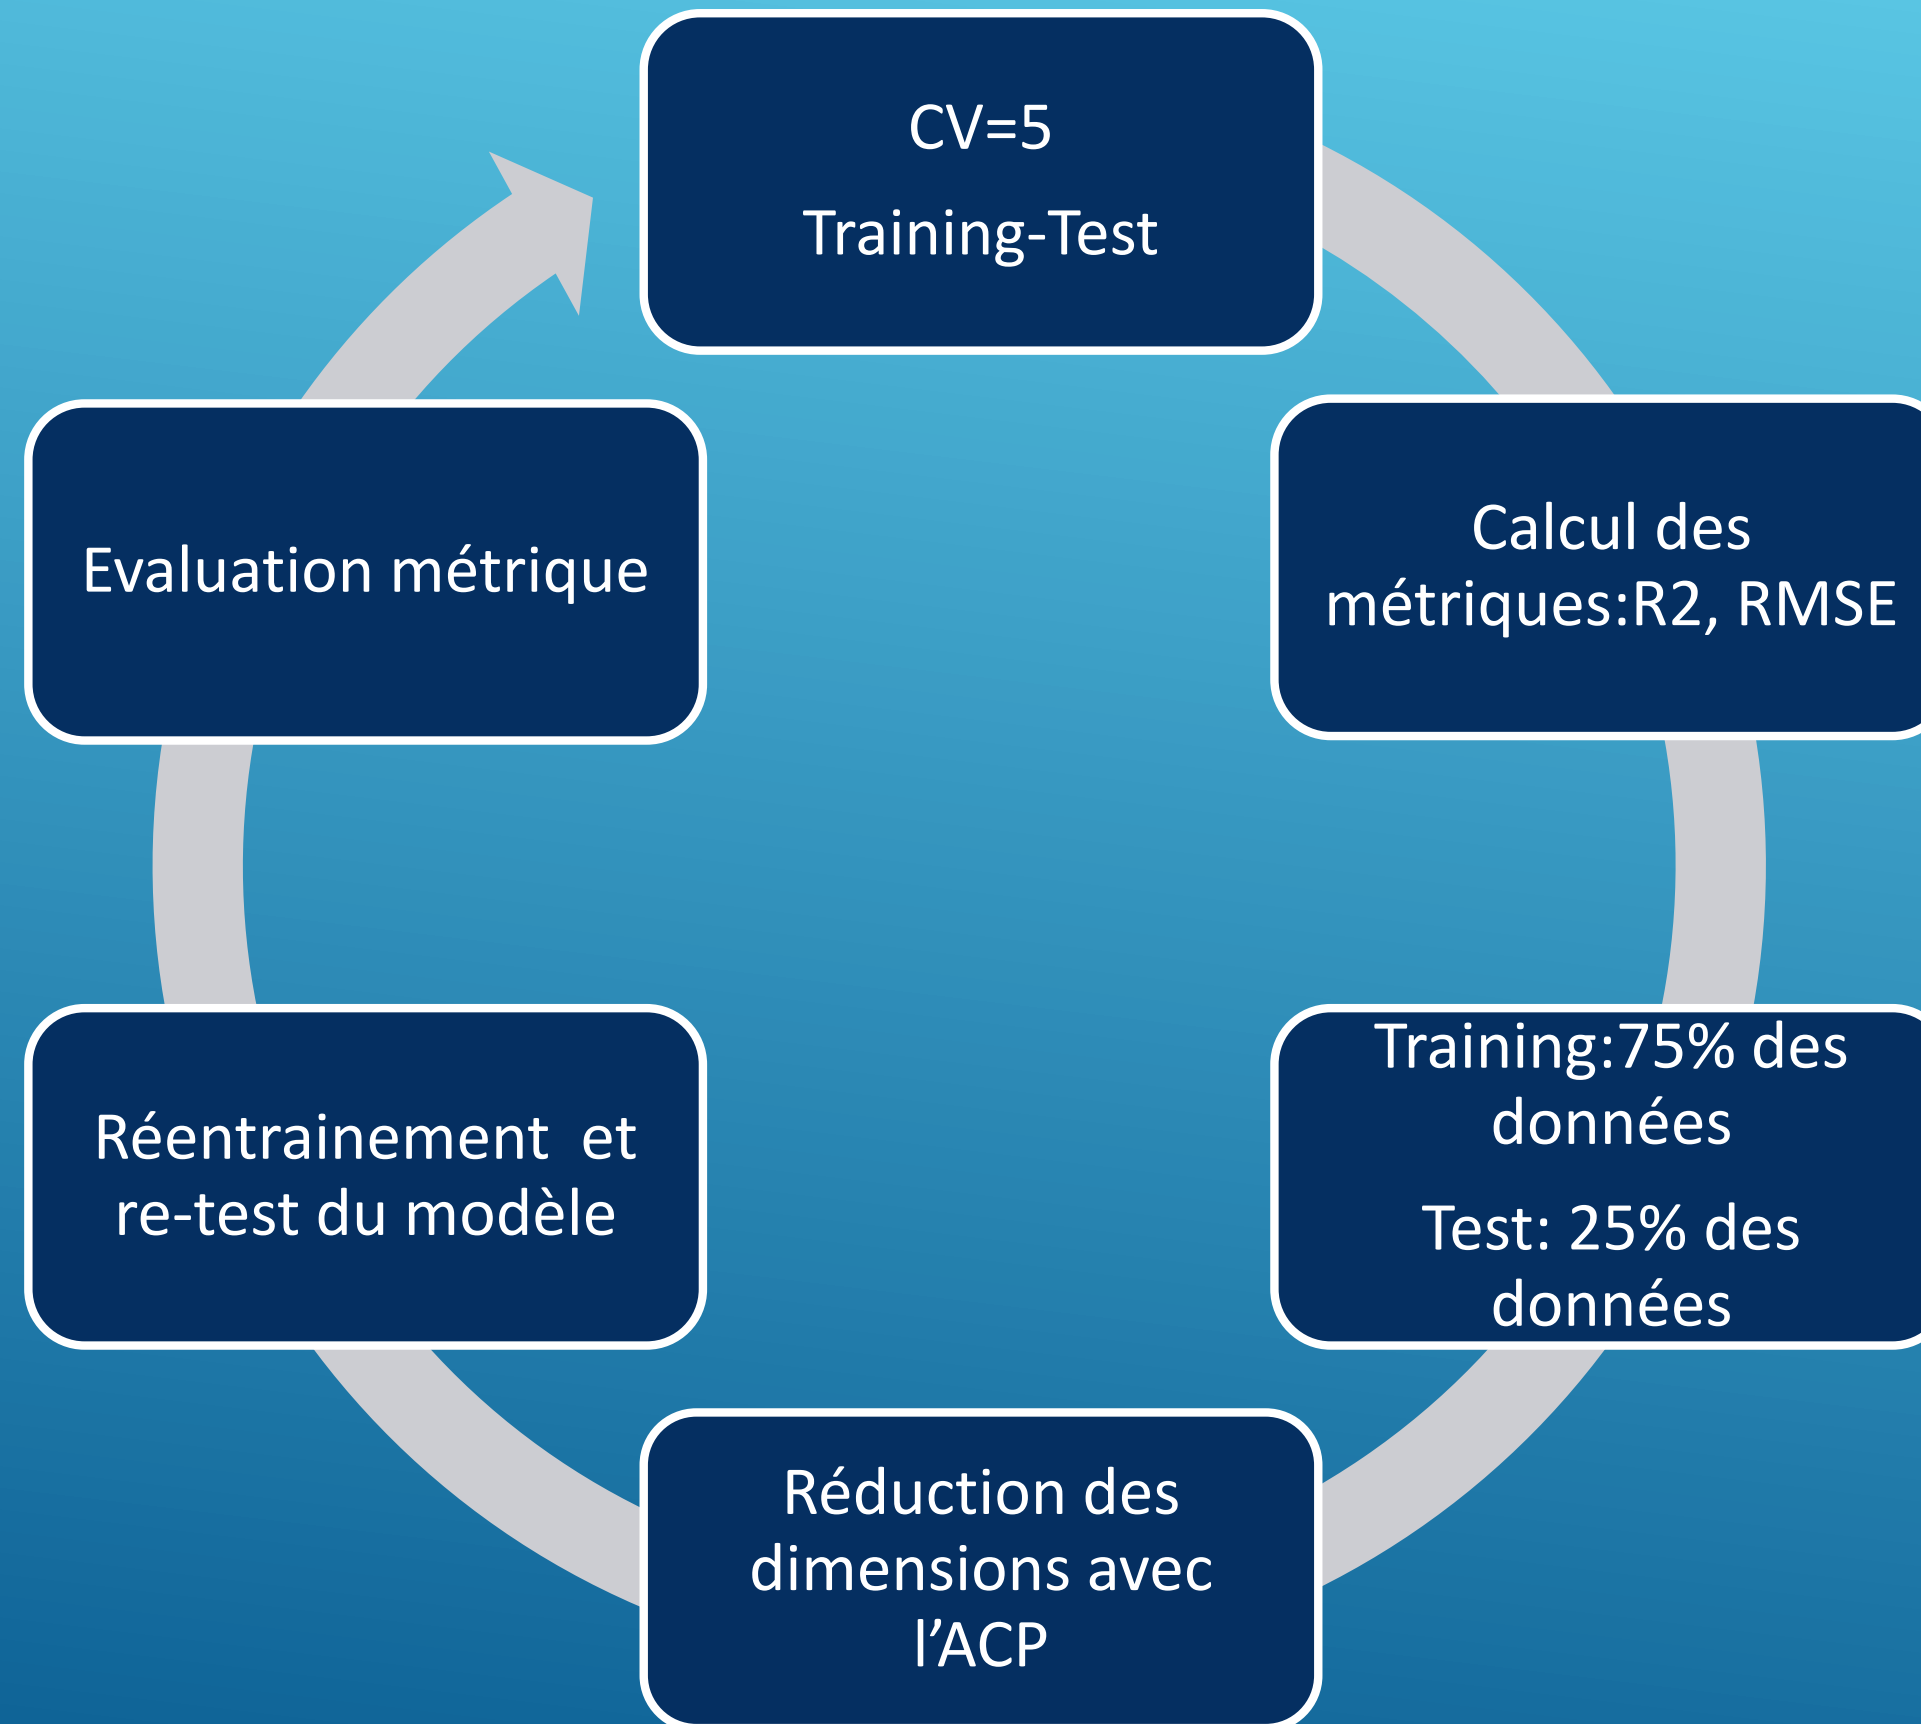 CV=5
Training-Test
Calcul des
métriques:R2, RMSE
Training:75% des
données
Test: 25% des
données
Réduction des
dimensions avec
l’ACP
Réentrainement  et
re-test du modèle
Evaluation métrique